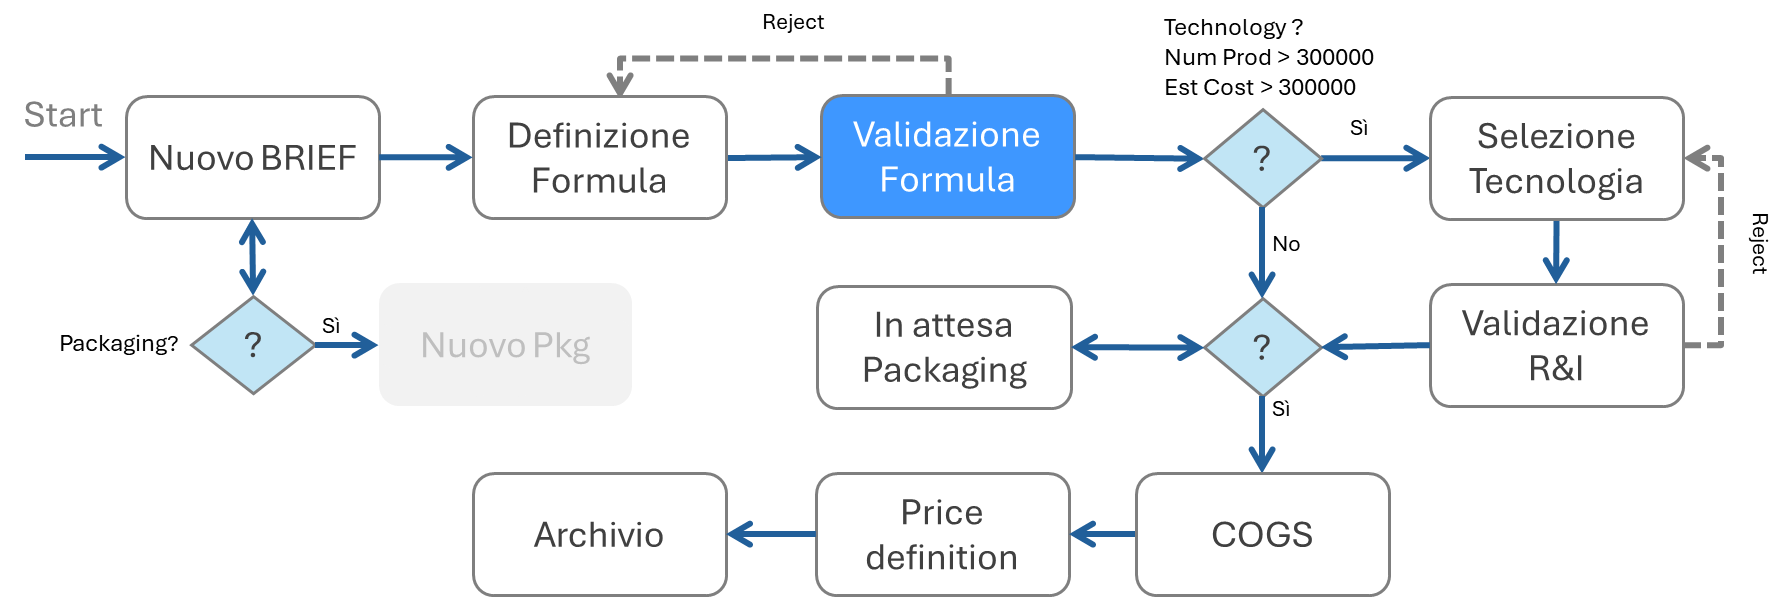 Reject
Technology ?
Num Prod > 300000
Est Cost > 300000
Start
Nuovo BRIEF
Definizione
Formula
Validazione
Formula
?
Sì
Selezione
Tecnologia
Reject
No
Packaging?
?
Sì
Nuovo Pkg
In attesa
Packaging
?
Validazione
R&I
Sì
Archivio
Price
definition
COGS